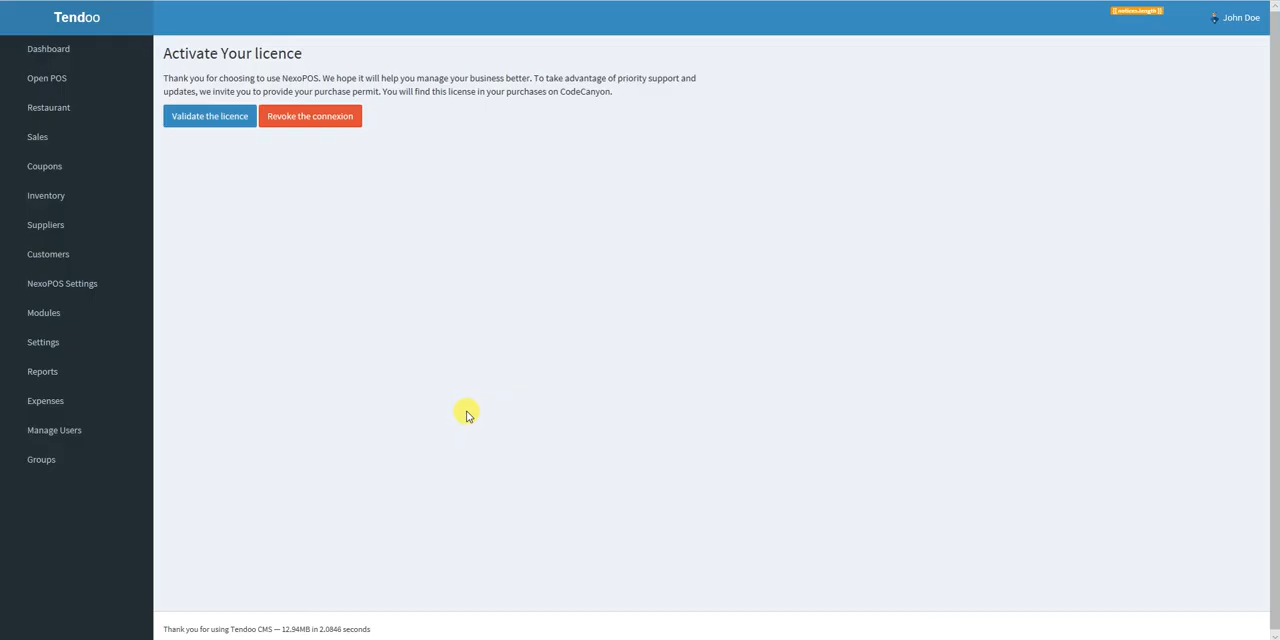 Tendoo
[[ notices.length ]]
John Doe
Dashboard
Open POS
Restaurant
Sales
Coupons
Inventory
Suppliers
Customers
NexoPOS Settings
Modules
Settings
Reports
Expenses
Manage Users
Groups
Activate Your licence
Thank you for choosing to use NexoPOS. We hope it will help you manage your business better. To take advantage of priority support and
updates, we invite you to provide your purchase permit. You will find this license in your purchases on CodeCanyon.
Validate the licence
Revoke the connexion
Thank you for using Tendoo CMS — 12.94MB in 2.0846 seconds